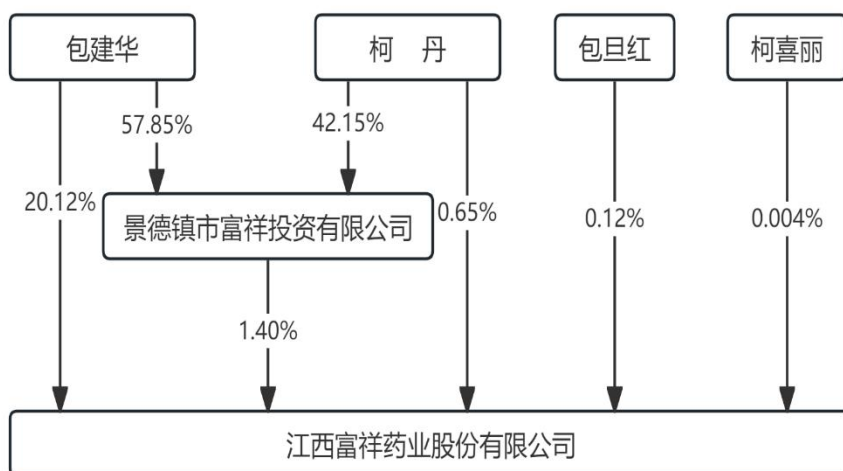 包建华
柯 丹
包旦红
柯喜丽
57.85%
42.15%
20.12%
景德镇市富祥投资有限公司
0.65%
0.12%
0.004%
1.40%
江西富祥药业股份有限公司